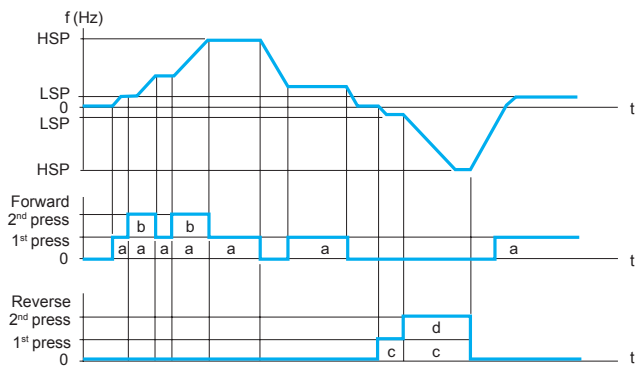 f (Hz)
HSP
LSP
0
t
LSP
HSP
Forward
2nd press
b b
1st press
a a a a a a a
0
t
Reverse
2nd press
d
1st press
c c
0
t